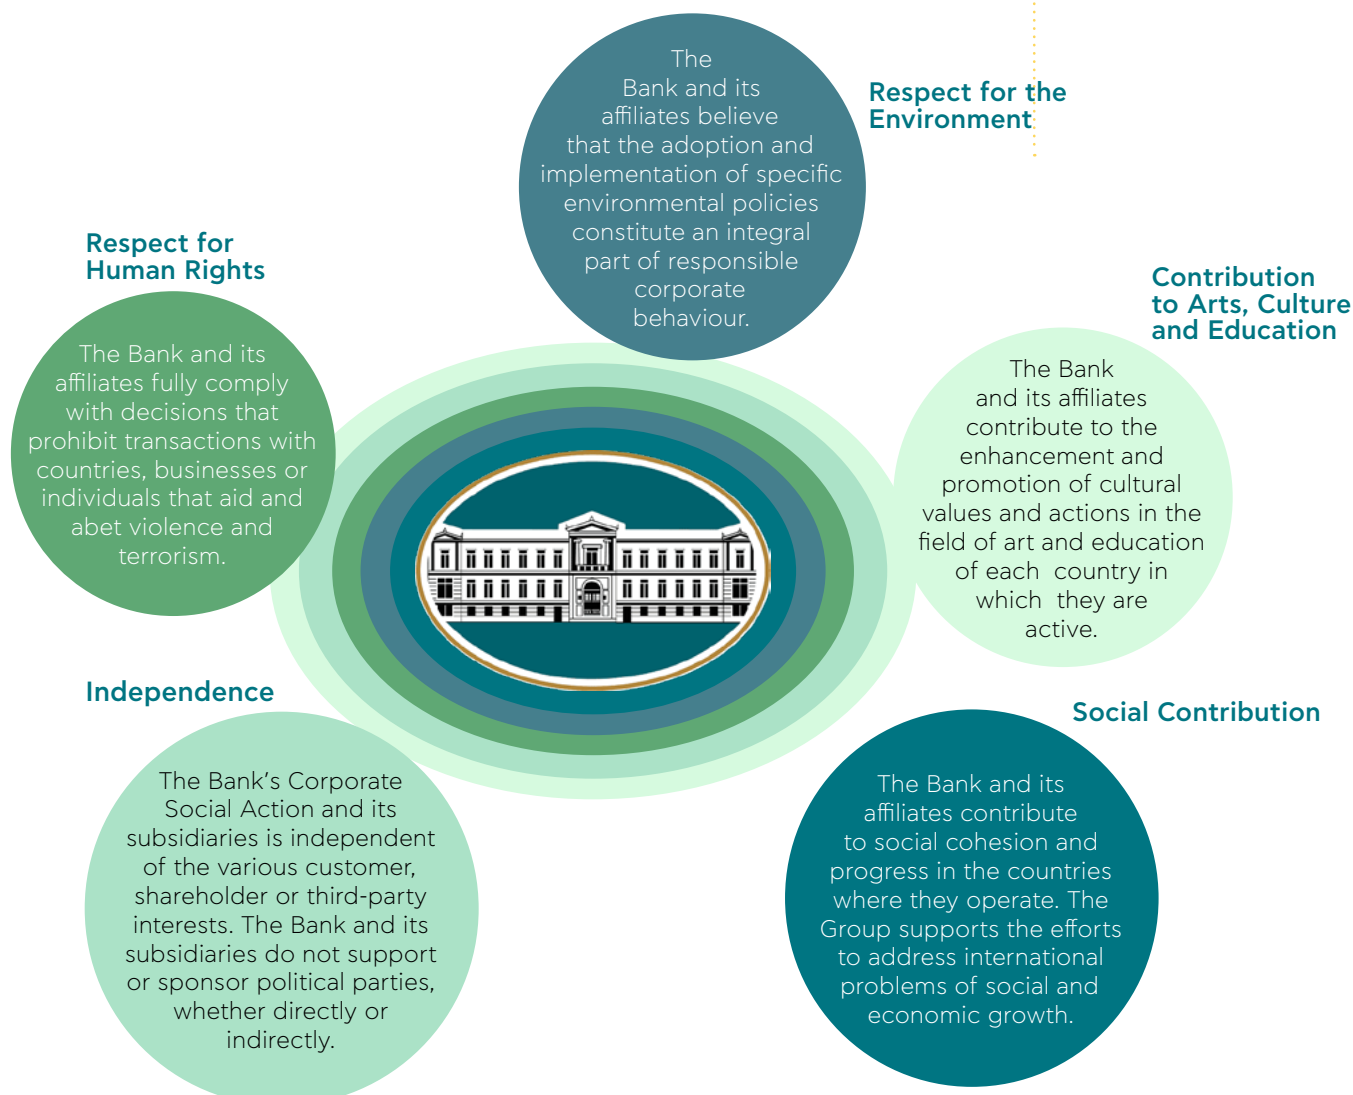 The
Bank and its
affiliates believe
that the adoption and
implementation of specific
environmental policies
constitute an integral
part of responsible
corporate
behaviour.
Respect for the
Environment
Respect for
Human Rights
The Bank and its
affiliates fully comply
with decisions that
prohibit transactions with
countries, businesses or
individuals that aid and
abet violence and
terrorism.
Contribution
to Arts, Culture
and Education
The Bank
and its affiliates
contribute to the
enhancement and
promotion of cultural
values and actions in the
field of art and education
of each country in
which they are
active.
Independence
The Bank's Corporate
Social Action and its
subsidiaries is independent
of the various customer,
shareholder or third-party
interests. The Bank and its
subsidiaries do not support
or sponsor political parties,
whether directly or
indirectly.
Social Contribution
The Bank and its
affiliates contribute
to social cohesion and
progress in the countries
where they operate. The
Group supports the efforts
to address international
problems of social and
economic growth.